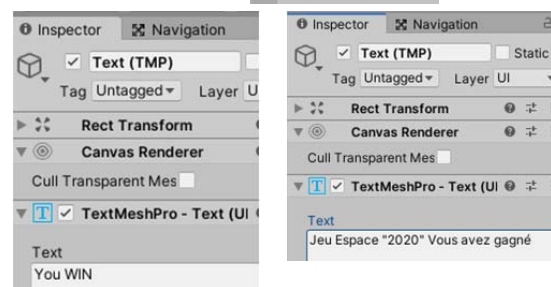 Inspector Navigation
Text (TMP)
Tag Untagged Layer U
Rect Transform
Canvas Renderer
Cull Transparent Mes
TextMeshPro - Text (UI
Text
You WIN
Inspector Navigation
Text (TMP) Static
Tag Untagged Layer UI
Rect Transform
Canvas Renderer
Cull Transparent Mes
TextMeshPro - Text (UI
Text
Jeu Espace "2020" Vous avez gagné